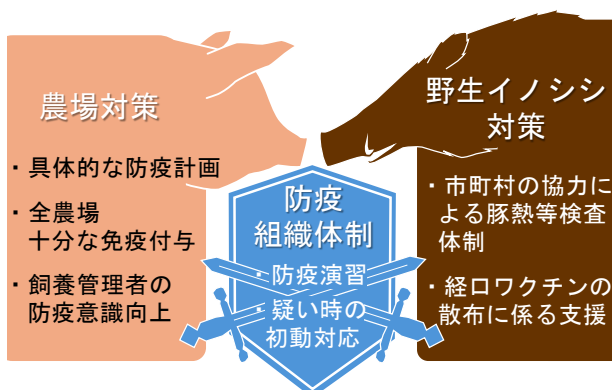 農場対策
・具体的な防疫計画
・全農場
十分な免疫付与
・飼養管理者の
防疫意識向上
防疫
組織体制
・防疫演習
・疑い時の
初動対応
野生イノシシ
対策
・市町村の協力に
よる豚熱等検査
体制
・経口ワクチンの
散布に係る支援